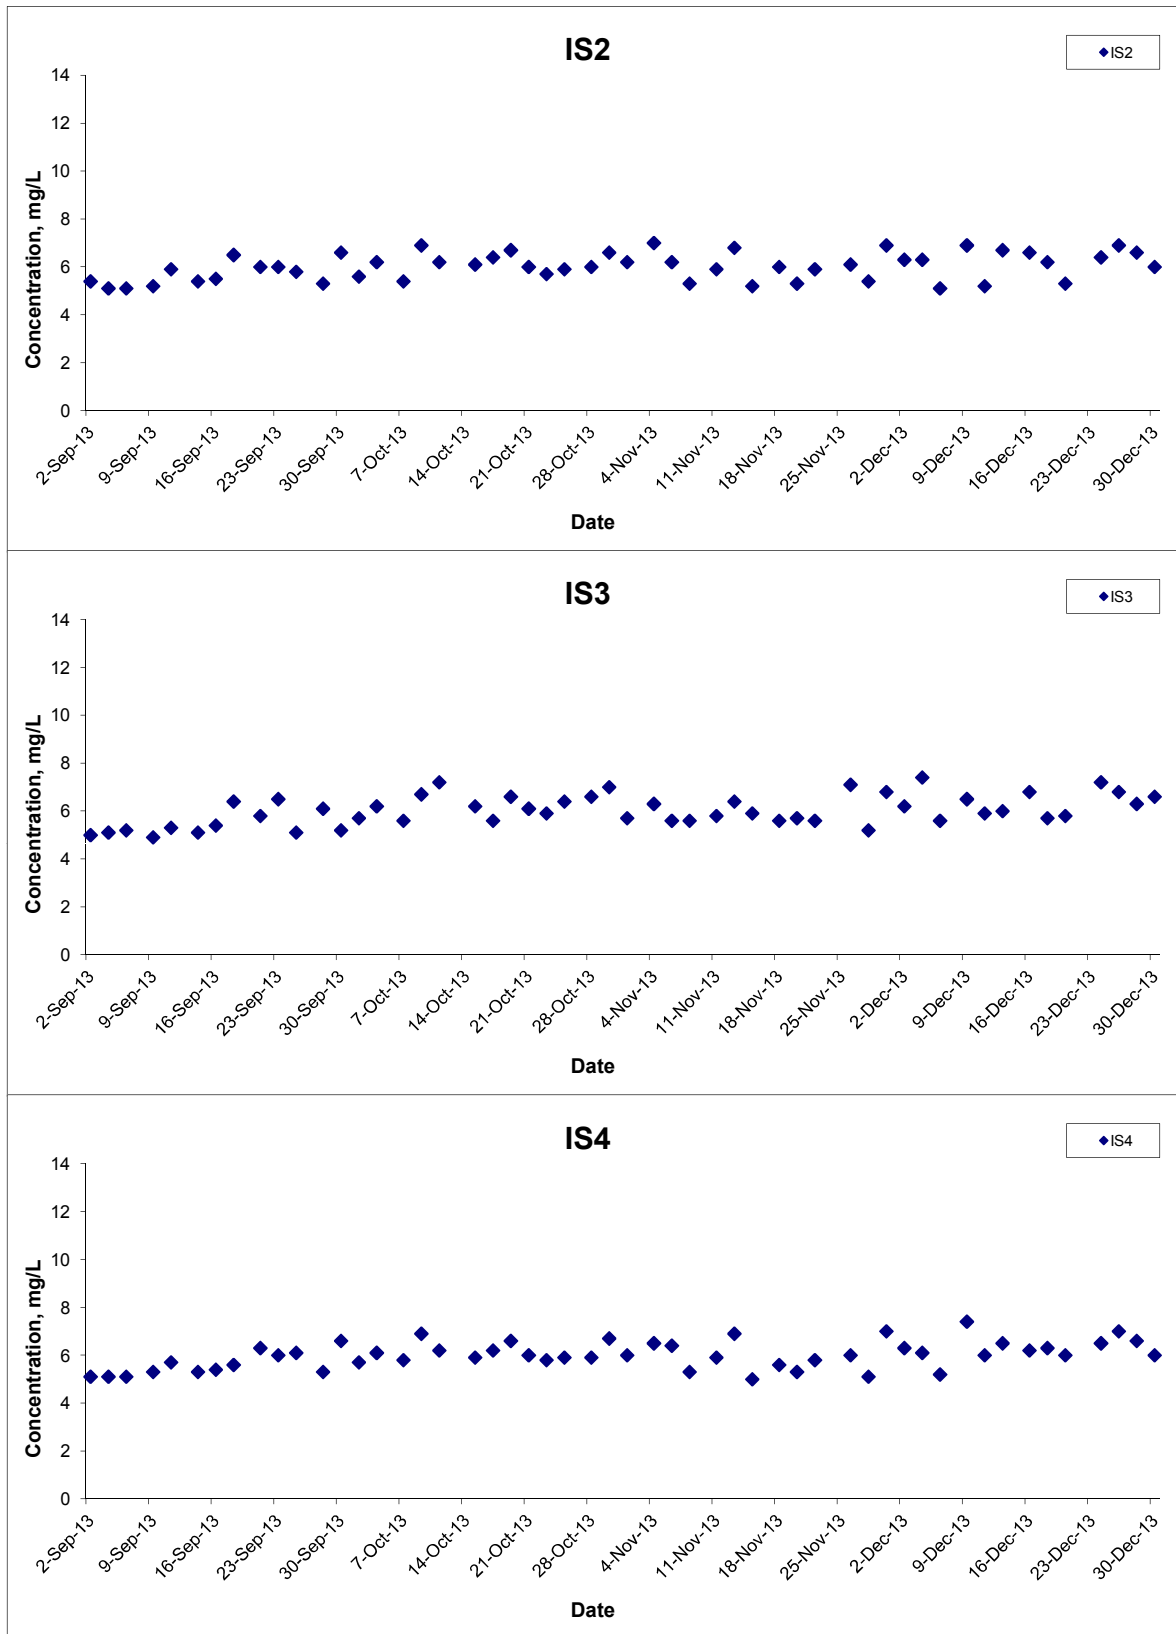 IS2
IS2
14
12
10
8
6
4
2
0
Concentration, mg/L
2-Sep-13
9-Sep-13
16-Sep-13
23-Sep-13
30-Sep-13
7-Oct-13
14-Oct-13
21-Oct-13
28-Oct-13
4-Nov-13
11-Nov-13
18-Nov-13
25-Nov-13
2-Dec-13
9-Dec-13
16-Dec-13
23-Dec-13
30-Dec-13
Date
IS3
IS3
14
12
10
8
6
4
2
0
Concentration, mg/L
2-Sep-13
9-Sep-13
16-Sep-13
23-Sep-13
30-Sep-13
7-Oct-13
14-Oct-13
21-Oct-13
28-Oct-13
4-Nov-13
11-Nov-13
18-Nov-13
25-Nov-13
2-Dec-13
9-Dec-13
16-Dec-13
23-Dec-13
30-Dec-13
Date
IS4
IS4
14
12
10
8
6
4
2
0
Concentration, mg/L
2-Sep-13
9-Sep-13
16-Sep-13
23-Sep-13
30-Sep-13
7-Oct-13
14-Oct-13
21-Oct-13
28-Oct-13
4-Nov-13
11-Nov-13
18-Nov-13
25-Nov-13
2-Dec-13
9-Dec-13
16-Dec-13
23-Dec-13
30-Dec-13
Date